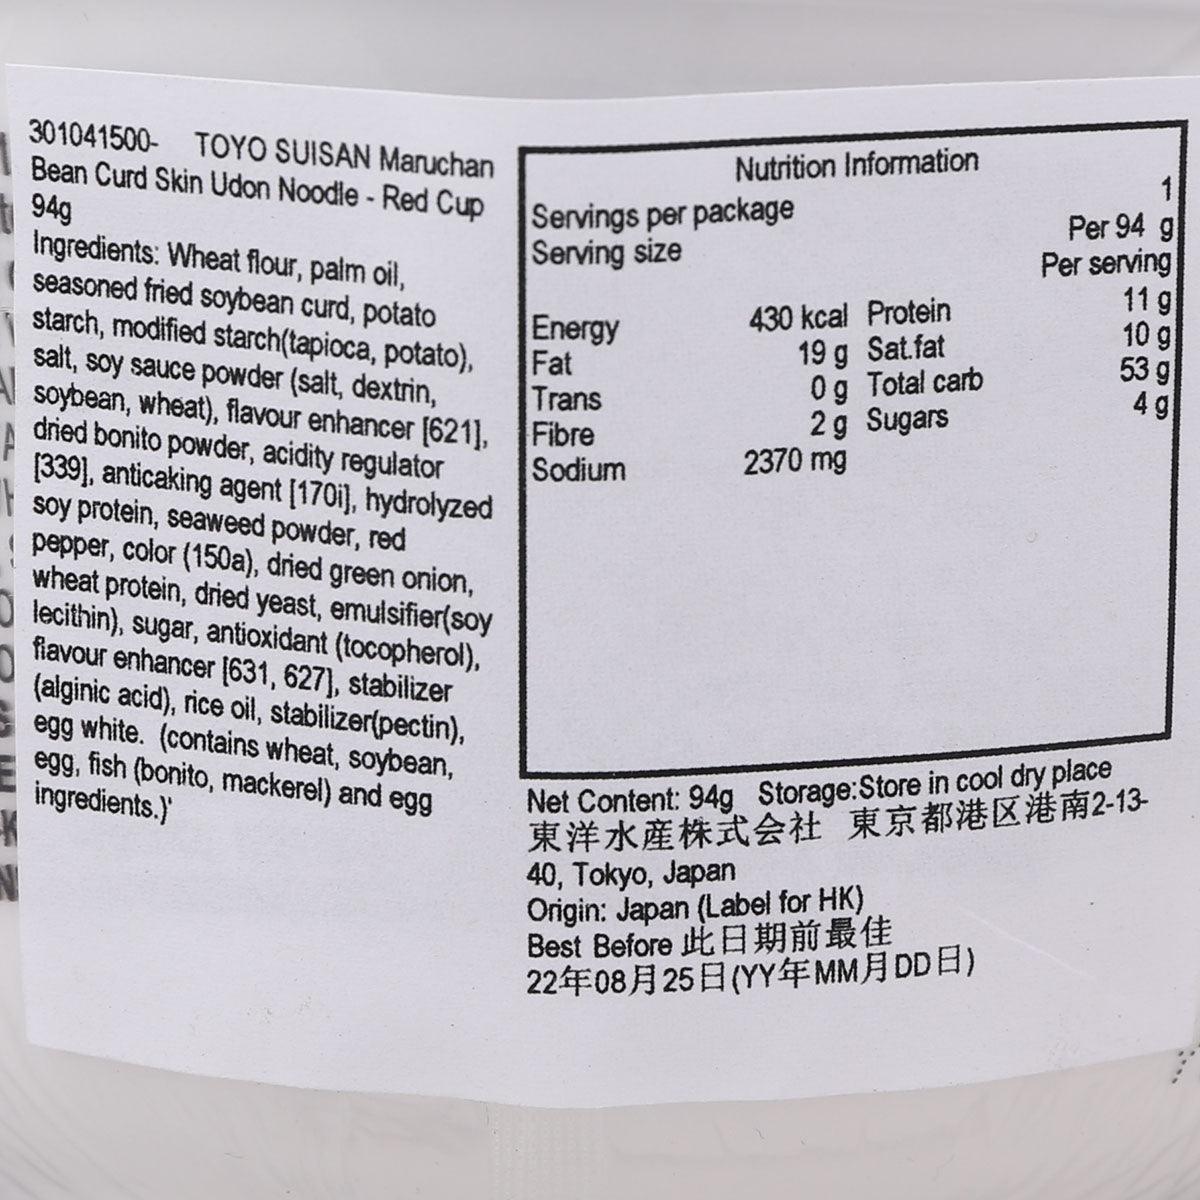 301041500- TOYO SUISAN Maruchan
Bean Curd Skin Udon Noodle - Red Cup
94g
Ingredients: Wheat flour, palm oil,
seasoned fried soybean curd, potato
starch, modified starch(tapioca, potato),
salt, soy sauce powder (salt, dextrin,
soybean, wheat), flavour enhancer [621],
dried bonito powder, acidity regulator
[339], anticaking agent [170i], hydrolyzed
soy protein, seaweed powder, red
pepper, color (150a), dried green onion,
wheat protein, dried yeast, emulsifier(soy
lecithin), sugar, antioxidant (tocopherol),
flavour enhancer [631, 627], stabilizer
(alginic acid), rice oil, stabilizer(pectin),
egg white. (contains wheat, soybean,
egg, fish (bonito, mackerel) and egg
ingredients.)'
Nutrition Information
Servings per package 1
Serving size Per 94 g
Per serving
Energy 430 kcal Protein 11 g
Fat 19 g Sat.fat 10 g
Trans 0 g Total carb 53 g
Fibre 2 g Sugars 4 g
Sodium 2370 mg
Net Content: 94g Storage:Store in cool dry place
東洋水産株式会社 東京都港区港南2-13-
40, Tokyo, Japan
Origin: Japan (Label for HK)
Best Before 此日期前最佳
22年08月25日(YY年MM月DD日)